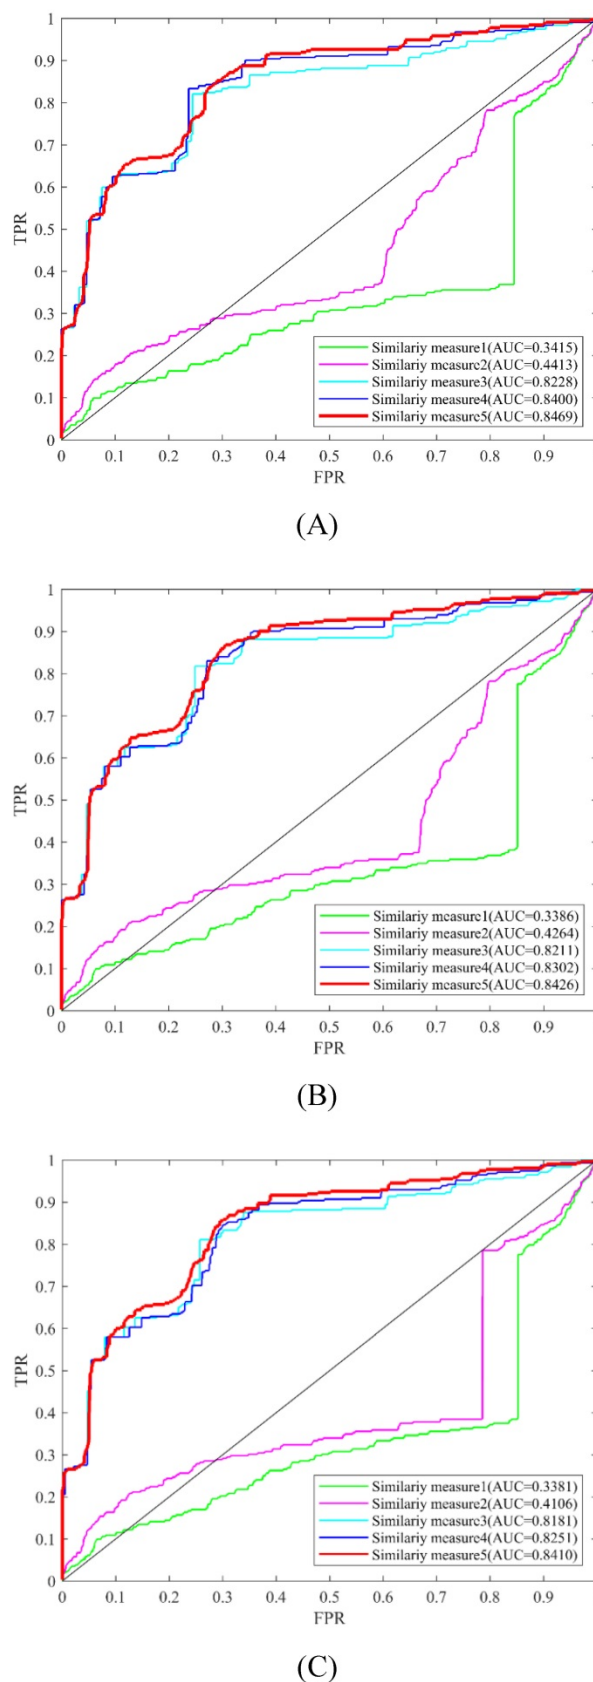 1
0.9
0.8
0.7
0.6
0.5
0.4
0.3
0.2
0.1
0
TPR
Similariy measure1(AUC=0.3415)
Similariy measure2(AUC=0.4413)
Similariy measure3(AUC=0.8228)
Similariy measure4(AUC=0.8400)
Similariy measure5(AUC=0.8469)
0 0.1 0.2 0.3 0.4 0.5 0.6 0.7 0.8 0.9
FPR
(A)
1
0.9
0.8
0.7
0.6
0.5
0.4
0.3
0.2
0.1
0
TPR
Similariy measure1(AUC=0.3386)
Similariy measure2(AUC=0.4264)
Similariy measure3(AUC=0.8211)
Similariy measure4(AUC=0.8302)
Similariy measure5(AUC=0.8426)
0 0.1 0.2 0.3 0.4 0.5 0.6 0.7 0.8 0.9
FPR
(B)
1
0.9
0.8
0.7
0.6
0.5
0.4
0.3
0.2
0.1
0
TPR
Similariy measure1(AUC=0.3381)
Similariy measure2(AUC=0.4106)
Similariy measure3(AUC=0.8181)
Similariy measure4(AUC=0.8251)
Similariy measure5(AUC=0.8410)
0 0.1 0.2 0.3 0.4 0.5 0.6 0.7 0.8 0.9
FPR
(C)